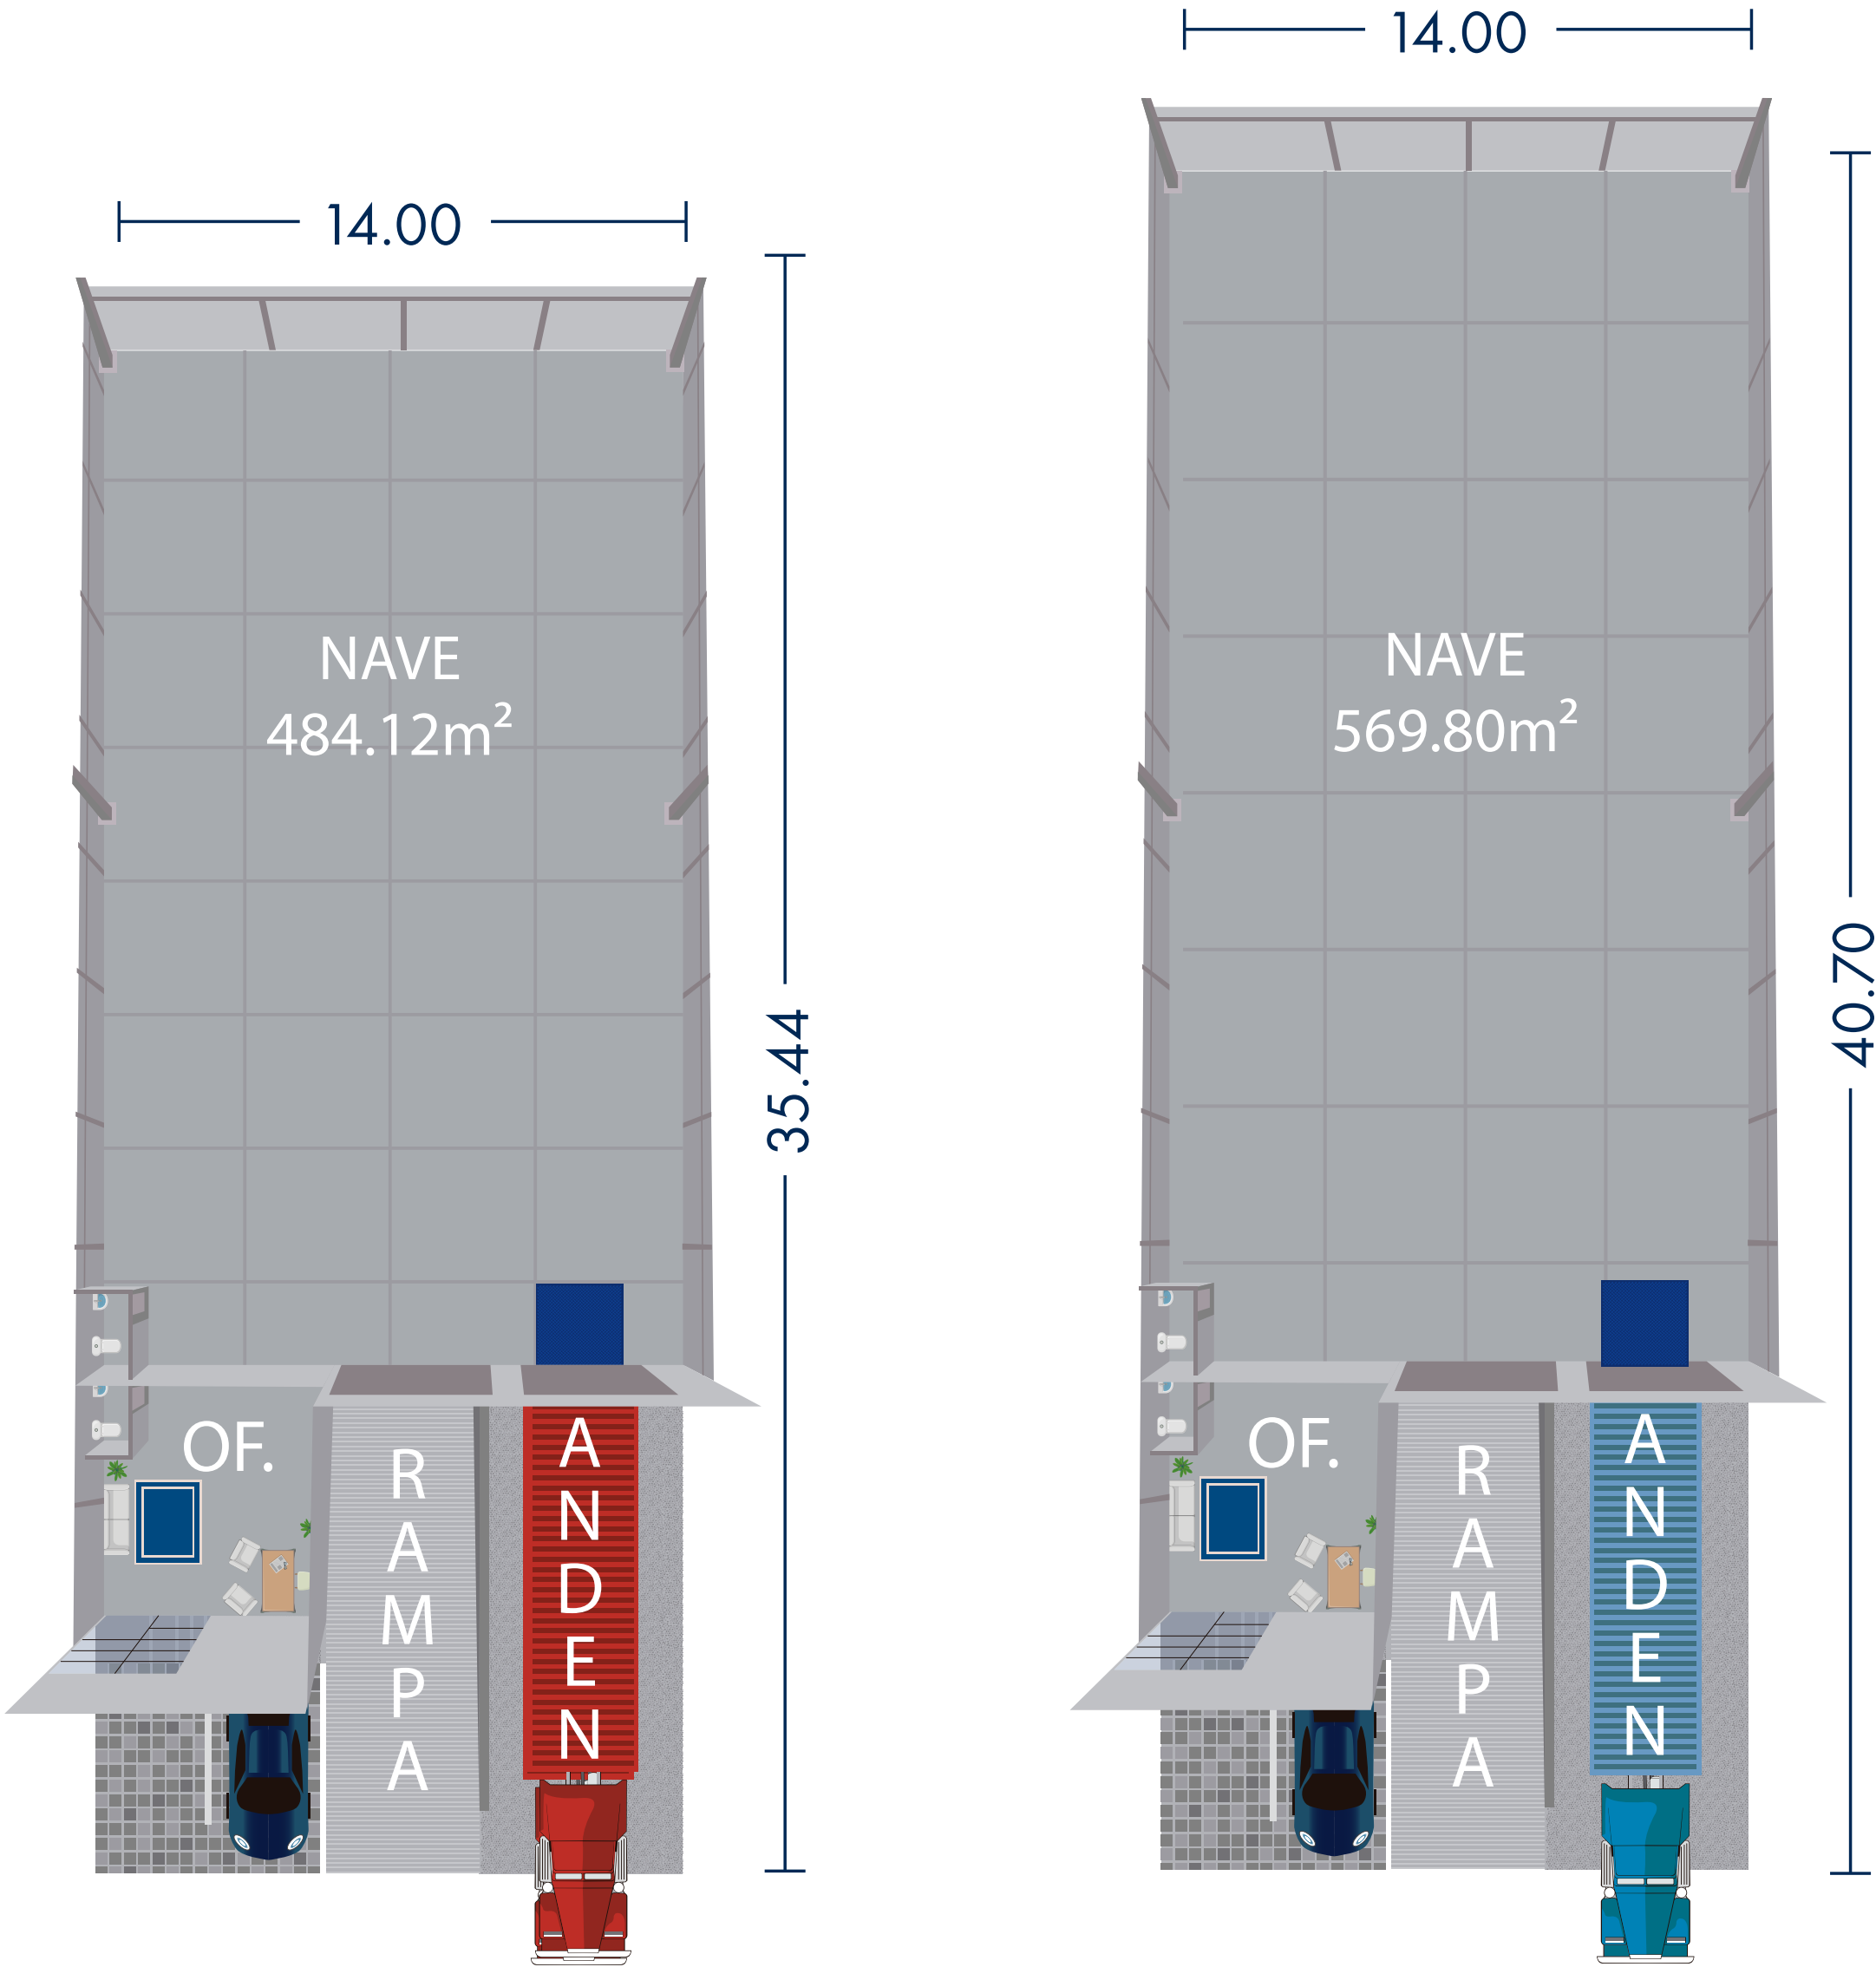 14.00
NAVE
484.12m²
35.44
OF.
RAMPA
ANDEN
14.00
NAVE
569.80m²
40.70
OF.
RAMPA
ANDEN